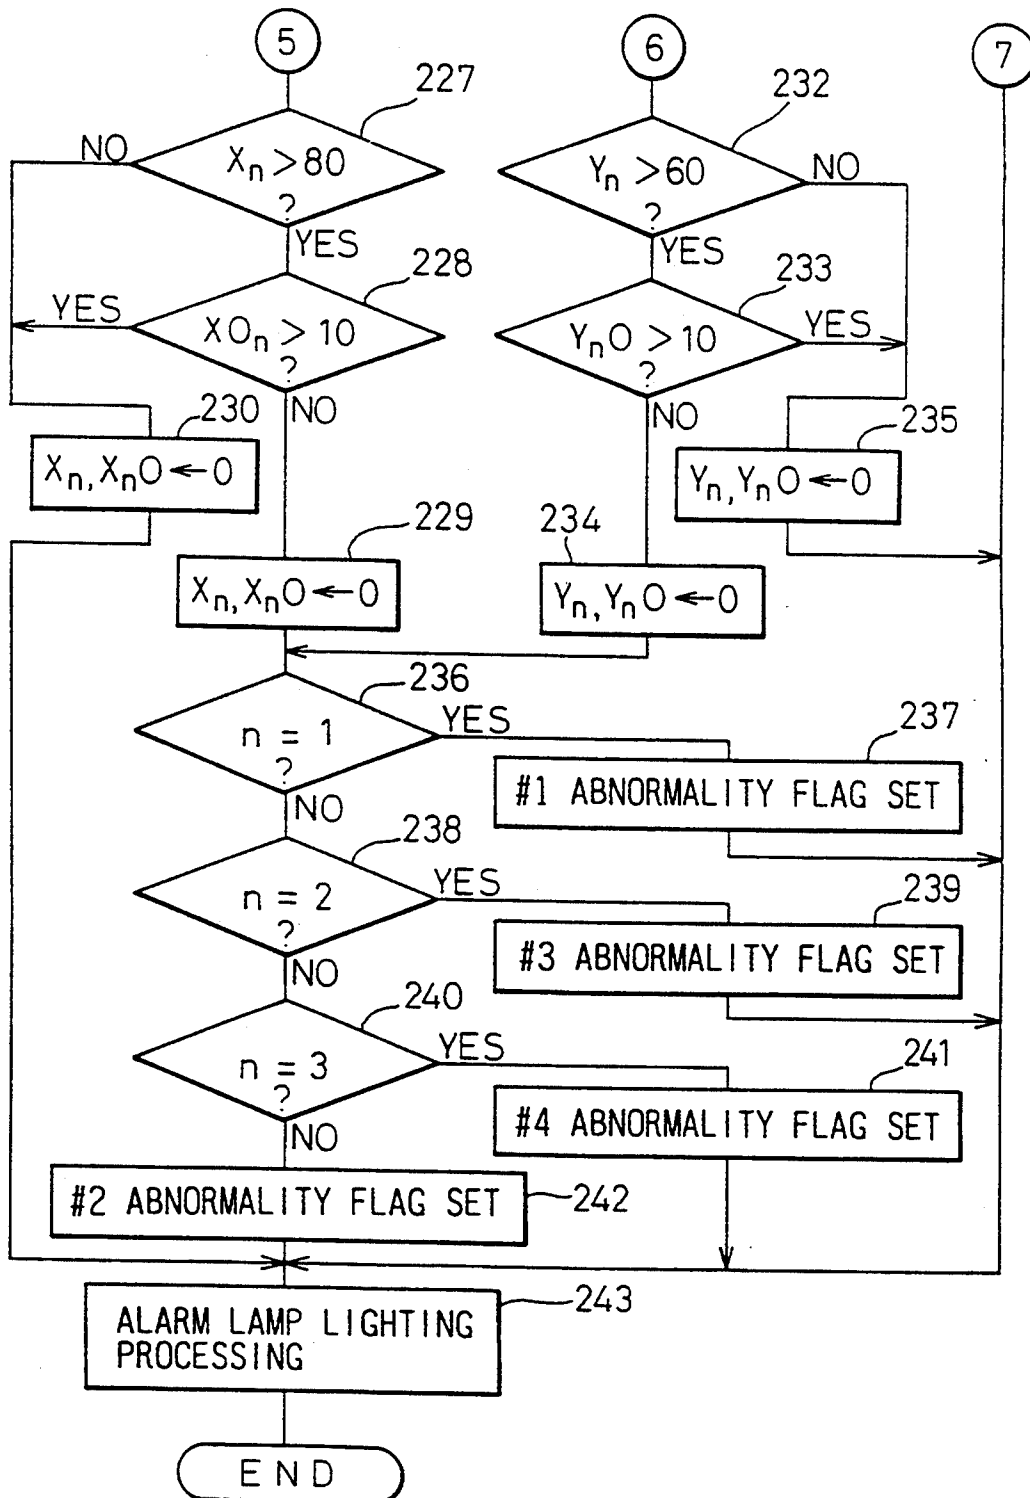 5
6
7
227
232
NO
Xn > 80
?
YES
Yn > 60
?
NO
YES
228
233
YES
XOn > 10
?
NO
YnO > 10
?
YES
NO
230
235
Xn, XnO ← 0
Yn, YnO ← 0
229
234
Xn, XnO ← 0
Yn, YnO ← 0
236
n = 1
?
YES
NO
237
#1 ABNORMALITY FLAG SET
238
n = 2
?
YES
NO
239
#3 ABNORMALITY FLAG SET
240
n = 3
?
YES
NO
241
#4 ABNORMALITY FLAG SET
#2 ABNORMALITY FLAG SET
242
243
ALARM LAMP LIGHTING
PROCESSING
END